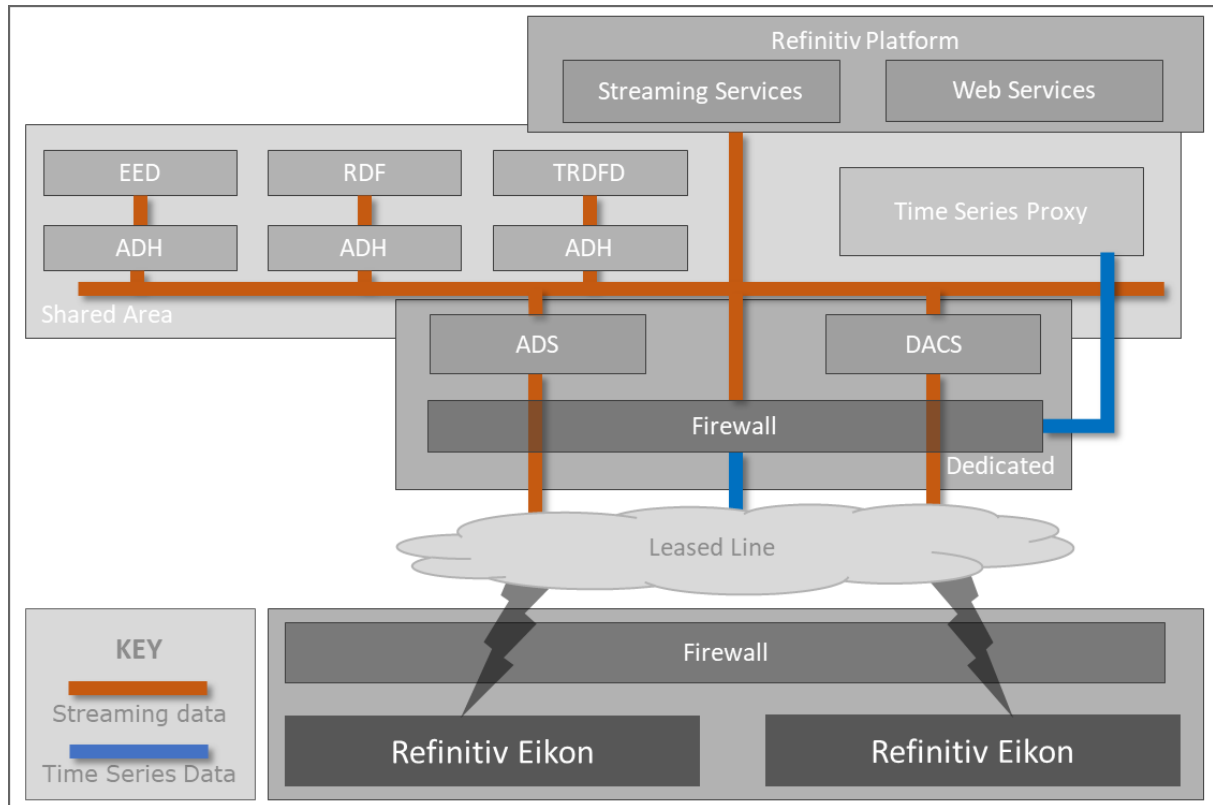 Refinitiv Platform
Streaming Services
Web Services
EED
RDF
TRDFD
Time Series Proxy
ADH
ADH
ADH
Shared Area
ADS
DACS
Firewall
Dedicated
Leased Line
KEY
Streaming data
Time Series Data
Firewall
Refinitiv Eikon
Refinitiv Eikon